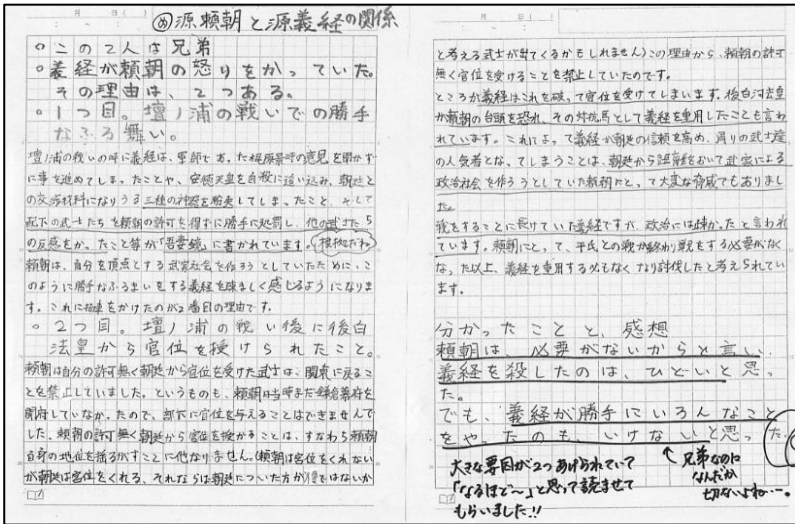 月 日( )
め 源頼朝と源義経の関係
◦この2人は兄弟
◦義経が頼朝の怒りをかっていた。
その理由は、2つある。
◦1つ目。壇ノ浦の戦いでの勝手
なふる舞い。
壇ノ浦の戦いの時に義経は、軍師であった梶原景時の意見を聞かず
に事を進めてしまったことや、安徳天皇を自殺に追い込み、朝廷と
の交渉材料になりうる三種の神器を紛失してしまったこと、そして
配下の武士たちを頼朝の許可を得ずに勝手に処罰し、他の武士たち
の反感をかったこと等が「吾妻鏡」に書かれています。
頼朝は、自分を頂点とする武家社会を作ろうとしていたために、こ
のように勝手なふるまいをする義経を疎ましく感じるようになりま
す。これに拍車をかけたのが2番目の理由です。
◦2つ目。壇ノ浦の戦い後に後白
法皇から官位を授けられたこと。
頼朝は自分の許可無く朝廷から官位を受けた武士は、関東に戻るこ
とを禁止していました。というものも、頼朝は当時まだ鎌倉幕府を
開府していなかったので、部下に官位を与えることはできませんで
した。頼朝の許可無く朝廷から官位を授かることは、すなわち頼朝
自身の地位を揺るがすことに他なりません。(頼朝は官位をくれない
が朝廷は官位をくれる、それならば朝廷についた方が得ではないか
月 日( )
と考える武士が出てくるかもしれません)この理由から、頼朝の許可
無く官位を受けることを禁止していたのです。
ところが義経はこれを破って官位を受けてしまいます。後白河法皇
が頼朝の台頭を恐れ、その対抗馬として義経を重用したことも言わ
れています。これによって義経が朝廷の信頼を高め、周りの武士達
の人気者となってしまうことは、朝廷から距離をおいて武家による
政治社会を作ろうとしていた頼朝にとって大変な脅威でもありまし
た。
戦をすることに長けていた義経ですが、政治には疎かったと言われ
ています。頼朝にとって、平氏との戦が終わり戦をする必要がなく
なった以上、義経を重用する必もなくなり討伐したと考えられてい
ます。
分かったことと、感想
頼朝は、必要がないからと言い、
義経を殺したのは、ひどいと思っ
た。
でも、義経が勝手にいろんなこと
をやったのも、いけないと思った。
大きな要因が2つあげられていて
「なるほど〜」と思って読ませて
もらいました!!
↑兄弟なのに
なんだか
切ないよね…。